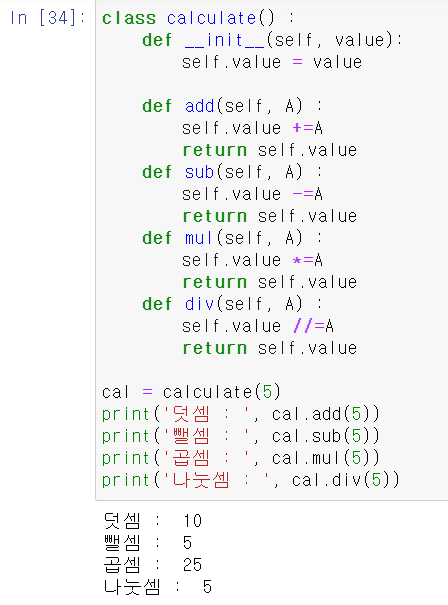 In [34]: class calculate() :
    def __init__(self, value):
        self.value = value

    def add(self, A) :
        self.value +=A
        return self.value
    def sub(self, A) :
        self.value -=A
        return self.value
    def mul(self, A) :
        self.value *=A
        return self.value
    def div(self, A) :
        self.value //=A
        return self.value

cal = calculate(5)
print('덧셈 : ', cal.add(5))
print('뺄셈 : ', cal.sub(5))
print('곱셈 : ', cal.mul(5))
print('나눗셈 : ', cal.div(5))
덧셈 :  10
뺄셈 :  5
곱셈 :  25
나눗셈 :  5